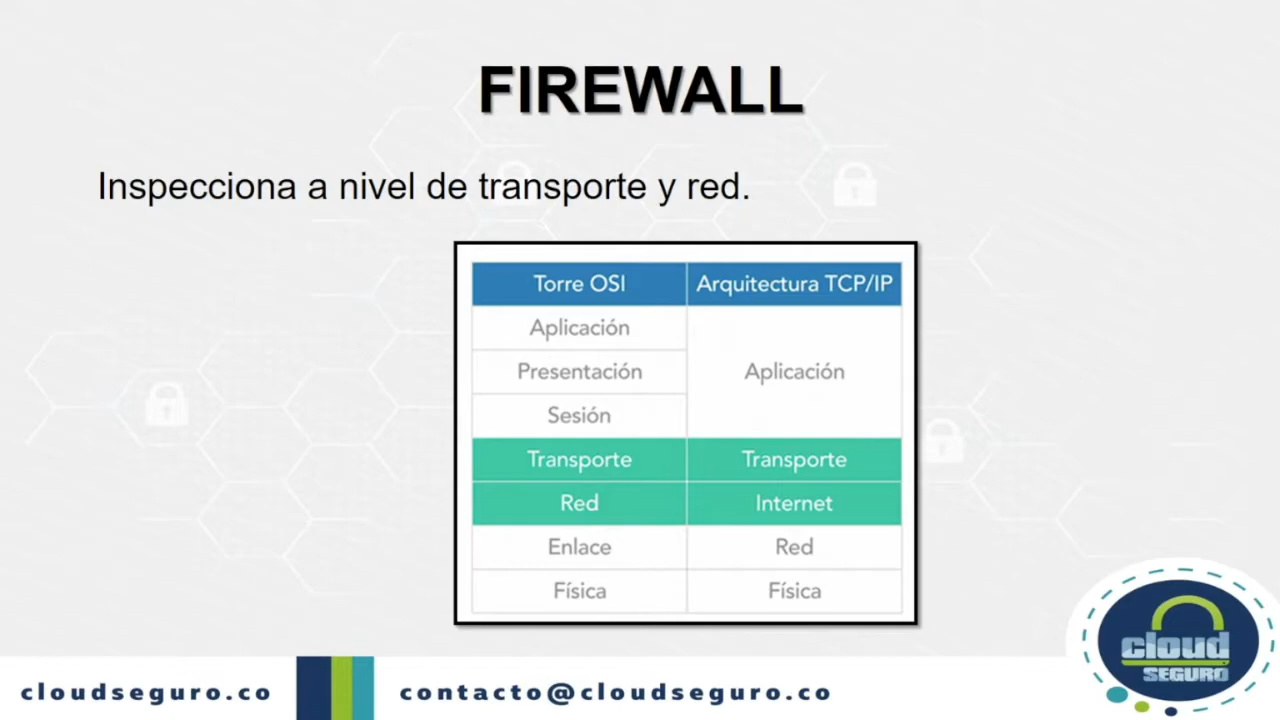 FIREWALL
Inspecciona a nivel de transporte y red.
Torre OSI Arquitectura TCP/IP
Aplicación
Presentación Aplicación
Sesión
Transporte Transporte
Red Internet
Enlace Red
Física Física
cloud
SEGURO
cloudseguro.co contacto@cloudseguro.co